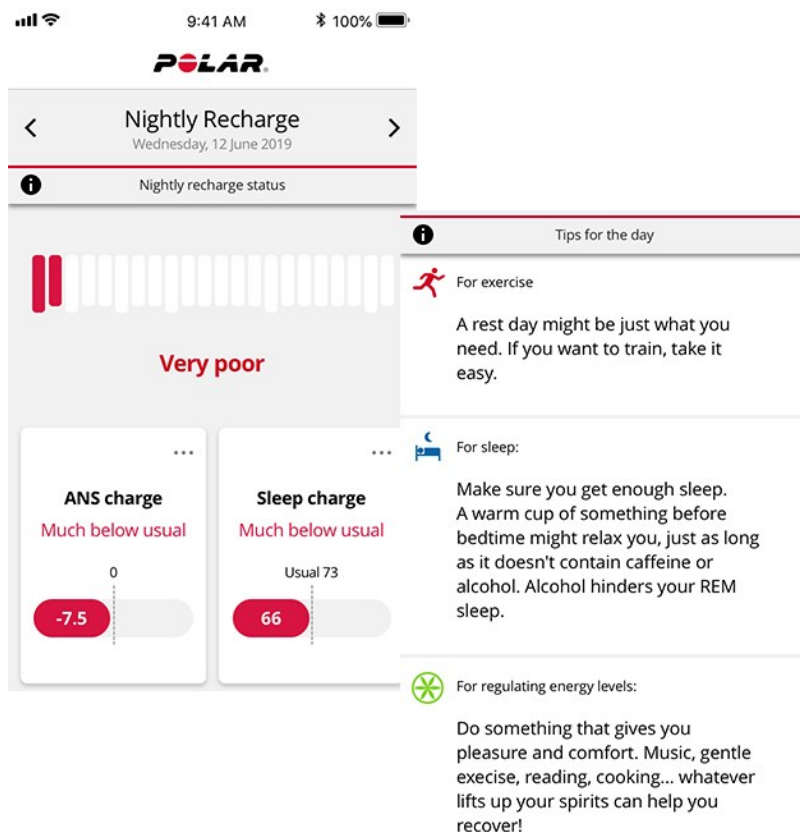 9:41 AM
100%
POLAR
Nightly Recharge
Wednesday, 12 June 2019
Nightly recharge status
Very poor
ANS charge
Much below usual
0
-7.5
Sleep charge
Much below usual
Usual 73
66
Tips for the day
For exercise
A rest day might be just what you
need. If you want to train, take it
easy.
For sleep:
Make sure you get enough sleep.
A warm cup of something before
bedtime might relax you, just as long
as it doesn't contain caffeine or
alcohol. Alcohol hinders your REM
sleep.
For regulating energy levels:
Do something that gives you
pleasure and comfort. Music, gentle
execise, reading, cooking... whatever
lifts up your spirits can help you
recover!